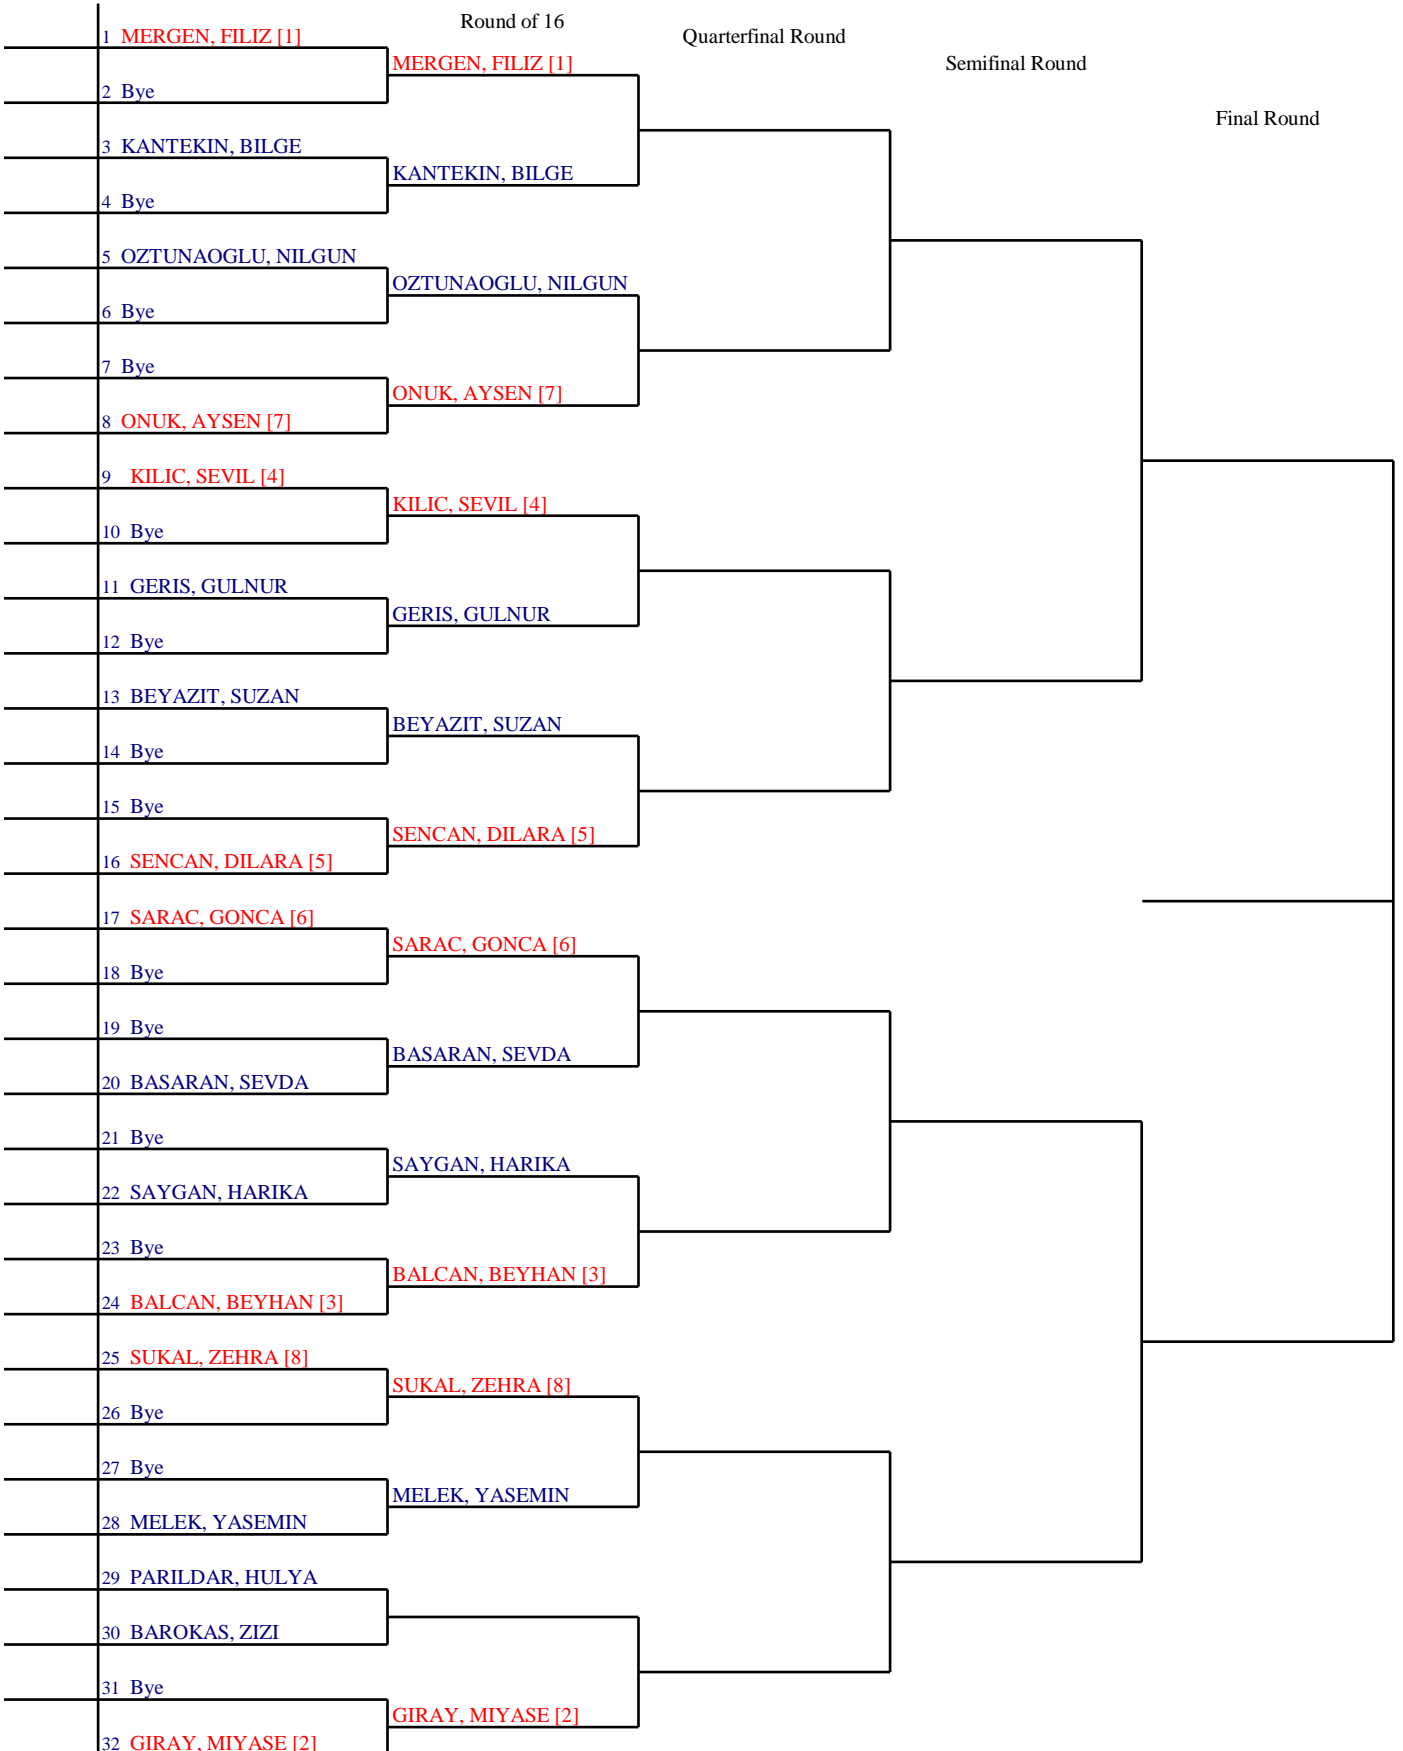 Round of 16
Quarterfinal Round
Semifinal Round
Final Round
1 MERGEN, FILIZ [1]
2 Bye
3 KANTEKIN, BILGE
4 Bye
5 OZTUNAOGLU, NILGUN
6 Bye
7 Bye
8 ONUK, AYSEN [7]
9 KILIC, SEVIL [4]
10 Bye
11 GERIS, GULNUR
12 Bye
13 BEYAZIT, SUZAN
14 Bye
15 Bye
16 SENCAN, DILARA [5]
17 SARAC, GONCA [6]
18 Bye
19 Bye
20 BASARAN, SEVDA
21 Bye
22 SAYGAN, HARIKA
23 Bye
24 BALCAN, BEYHAN [3]
25 SUKAL, ZEHRA [8]
26 Bye
27 Bye
28 MELEK, YASEMIN
29 PARILDAR, HULYA
30 BAROKAS, ZIZI
31 Bye
32 GIRAY, MIYASE [2]
MERGEN, FILIZ [1]
KANTEKIN, BILGE
OZTUNAOGLU, NILGUN
ONUK, AYSEN [7]
KILIC, SEVIL [4]
GERIS, GULNUR
BEYAZIT, SUZAN
SENCAN, DILARA [5]
SARAC, GONCA [6]
BASARAN, SEVDA
SAYGAN, HARIKA
BALCAN, BEYHAN [3]
SUKAL, ZEHRA [8]
MELEK, YASEMIN
GIRAY, MIYASE [2]